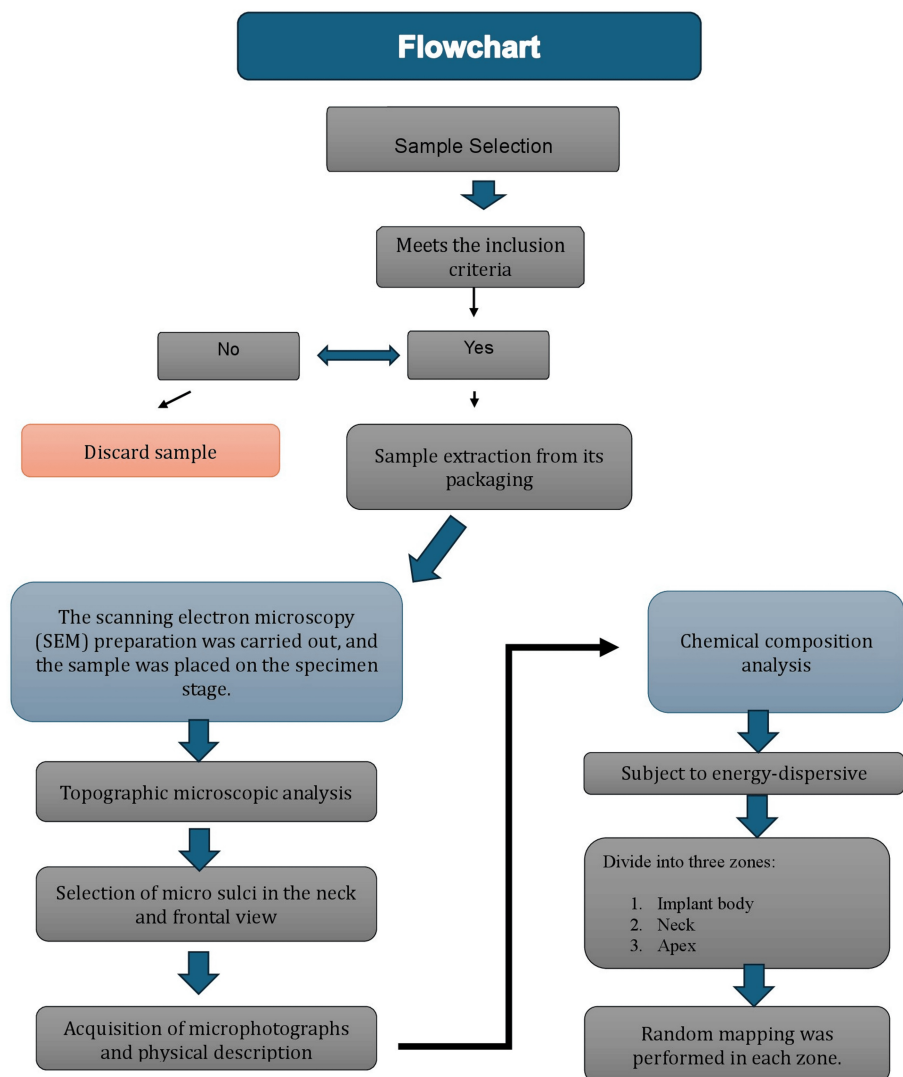 Flowchart
Sample Selection
Meets the inclusion
criteria
No
Yes
Discard sample
Sample extraction from its
packaging
The scanning electron microscopy
(SEM) preparation was carried out, and
the sample was placed on the specimen
stage.
Topographic microscopic analysis
Selection of micro sulci in the neck
and frontal view
Acquisition of microphotographs
and physical description
Chemical composition
analysis
Subject to energy-dispersive
Divide into three zones:
1. Implant body
2. Neck
3. Apex
Random mapping was
performed in each zone.